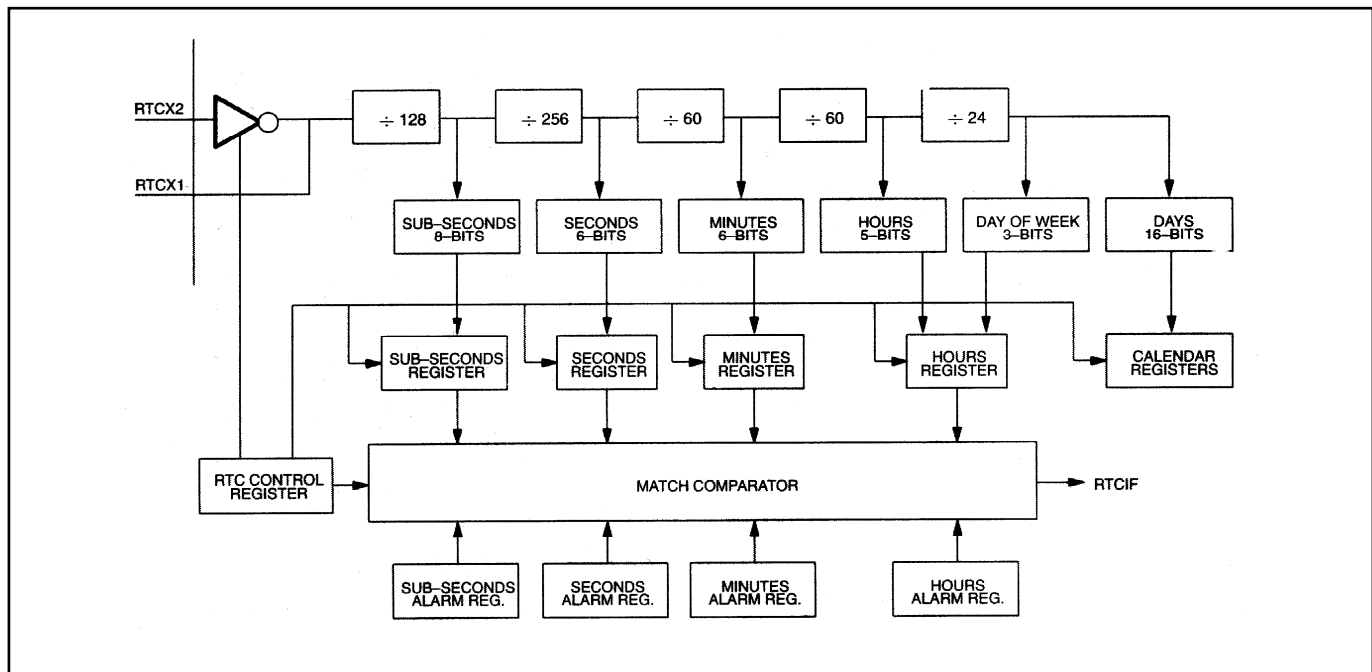 RTCX2
÷ 128
÷ 256
÷ 60
÷ 60
÷ 24
RTCX1
SUB–SECONDS
8–BITS
SECONDS
6–BITS
MINUTES
6–BITS
HOURS
5–BITS
DAY OF WEEK
3–BITS
DAYS
16–BITS
SUB–SECONDS
REGISTER
SECONDS
REGISTER
MINUTES
REGISTER
HOURS
REGISTER
CALENDAR
REGISTERS
RTC CONTROL
REGISTER
MATCH COMPARATOR
RTCIF
SUB–SECONDS
ALARM REG.
SECONDS
ALARM REG.
MINUTES
ALARM REG.
HOURS
ALARM REG.